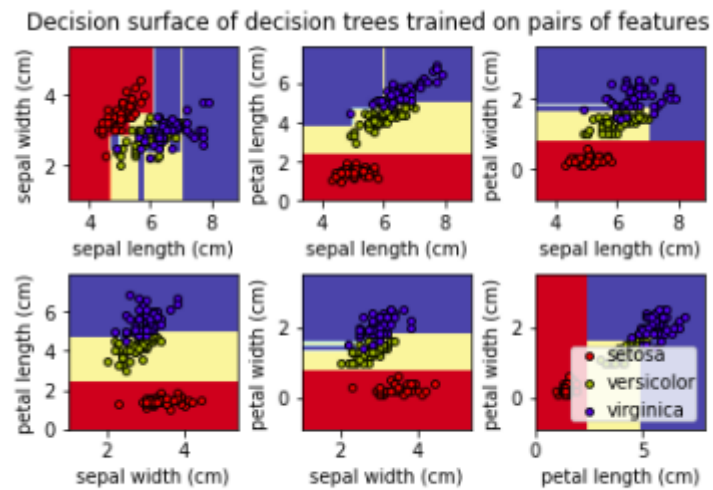 Decision surface of decision trees trained on pairs of features
sepal width (cm)
4
2
4 6 8
sepal length (cm)
petal length (cm)
6
4
2
0
4 6 8
sepal length (cm)
petal width (cm)
2
0
4 6 8
sepal length (cm)
petal length (cm)
6
4
2
0
2 4
sepal width (cm)
petal width (cm)
2
0
2 4
sepal width (cm)
petal width (cm)
2
0
0 5
petal length (cm)
setosa
versicolor
virginica